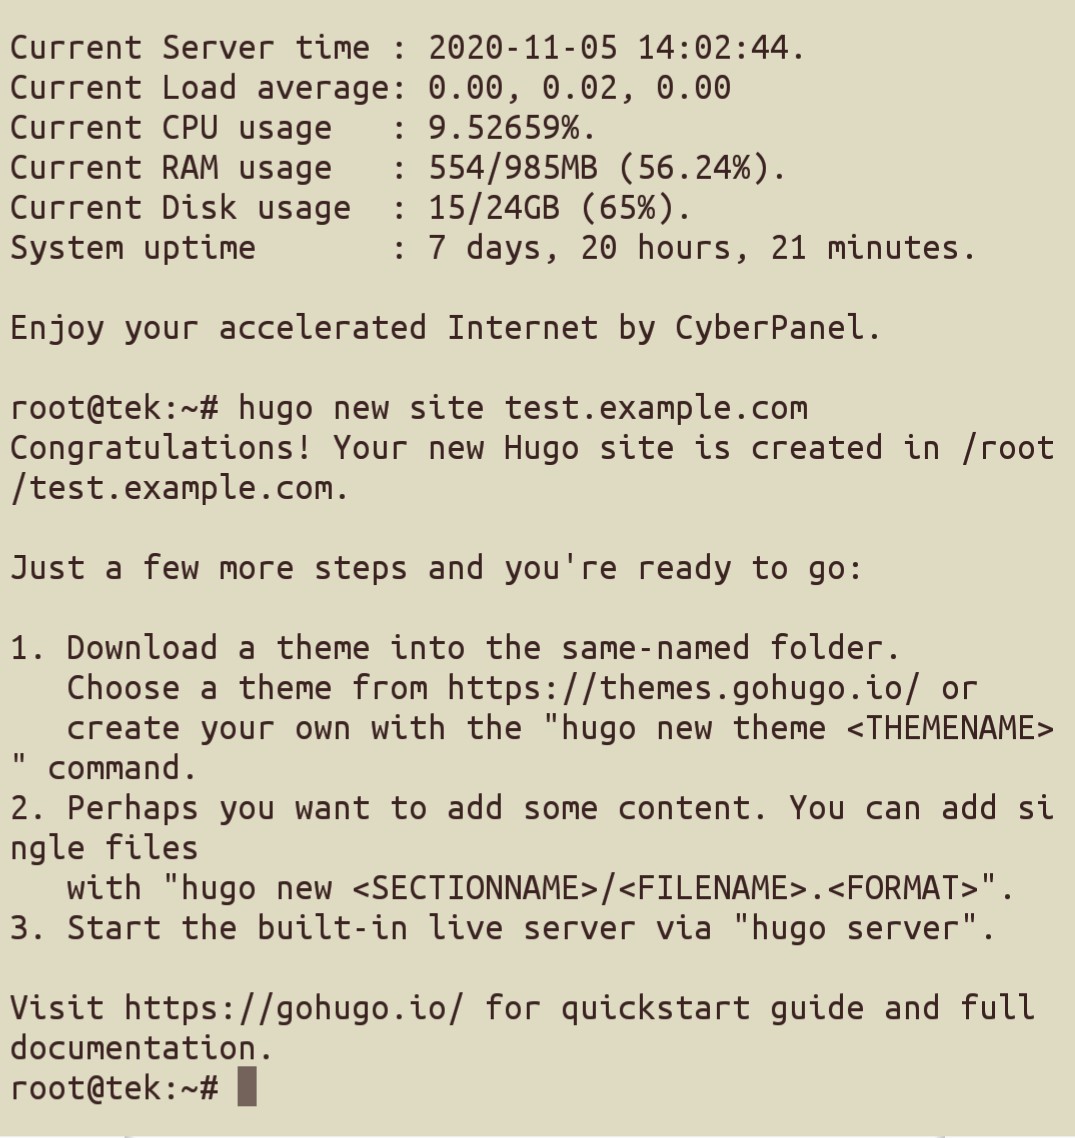 Current Server time : 2020-11-05 14:02:44.
Current Load average: 0.00, 0.02, 0.00
Current CPU usage   : 9.52659%.
Current RAM usage   : 554/985MB (56.24%).
Current Disk usage  : 15/24GB (65%).
System uptime       : 7 days, 20 hours, 21 minutes.

Enjoy your accelerated Internet by CyberPanel.

root@tek:~# hugo new site test.example.com
Congratulations! Your new Hugo site is created in /root
/test.example.com.

Just a few more steps and you're ready to go:

1. Download a theme into the same-named folder.
   Choose a theme from https://themes.gohugo.io/ or
   create your own with the "hugo new theme <THEMENAME>
" command.
2. Perhaps you want to add some content. You can add si
ngle files
   with "hugo new <SECTIONNAME>/<FILENAME>.<FORMAT>".
3. Start the built-in live server via "hugo server".

Visit https://gohugo.io/ for quickstart guide and full
documentation.
root@tek:~#